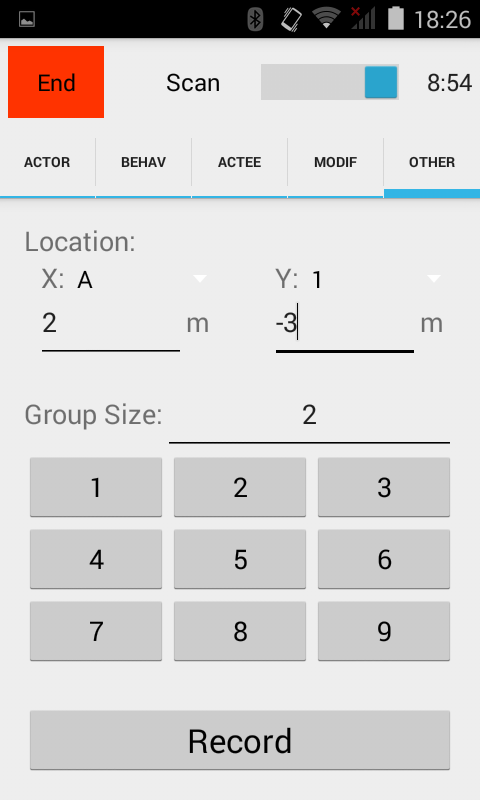 18:26
End Scan 8:54
ACTOR BEHAV ACTEE MODIF OTHER
Location:
X: A Y: 1
2 m -3 m
Group Size: 2
1 2 3
4 5 6
7 8 9
Record